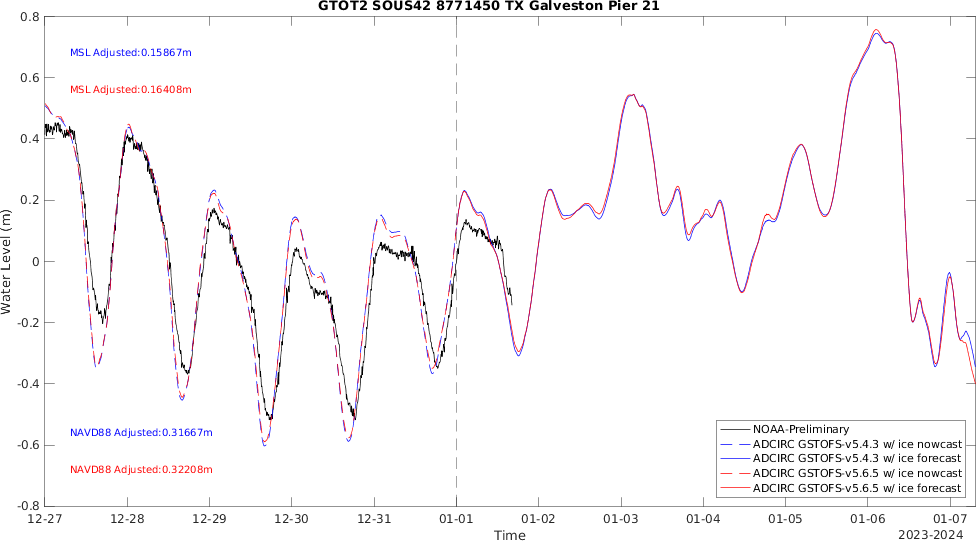 GTOT2 SOUS42 8771450 TX Galveston Pier 21
0.8
0.6
0.4
0.2
0
-0.2
-0.4
-0.6
-0.8
Water Level (m)
MSL Adjusted:0.15867m
MSL Adjusted:0.16408m
NAVD88 Adjusted:0.31667m
NAVD88 Adjusted:0.32208m
NOAA-Preliminary
ADCIRC GSTOFS-v5.4.3 w/ ice nowcast
ADCIRC GSTOFS-v5.4.3 w/ ice forecast
ADCIRC GSTOFS-v5.6.5 w/ ice nowcast
ADCIRC GSTOFS-v5.6.5 w/ ice forecast
12-27 12-28 12-29 12-30 12-31 01-01 01-02 01-03 01-04 01-05 01-06 01-07
Time
2023-2024